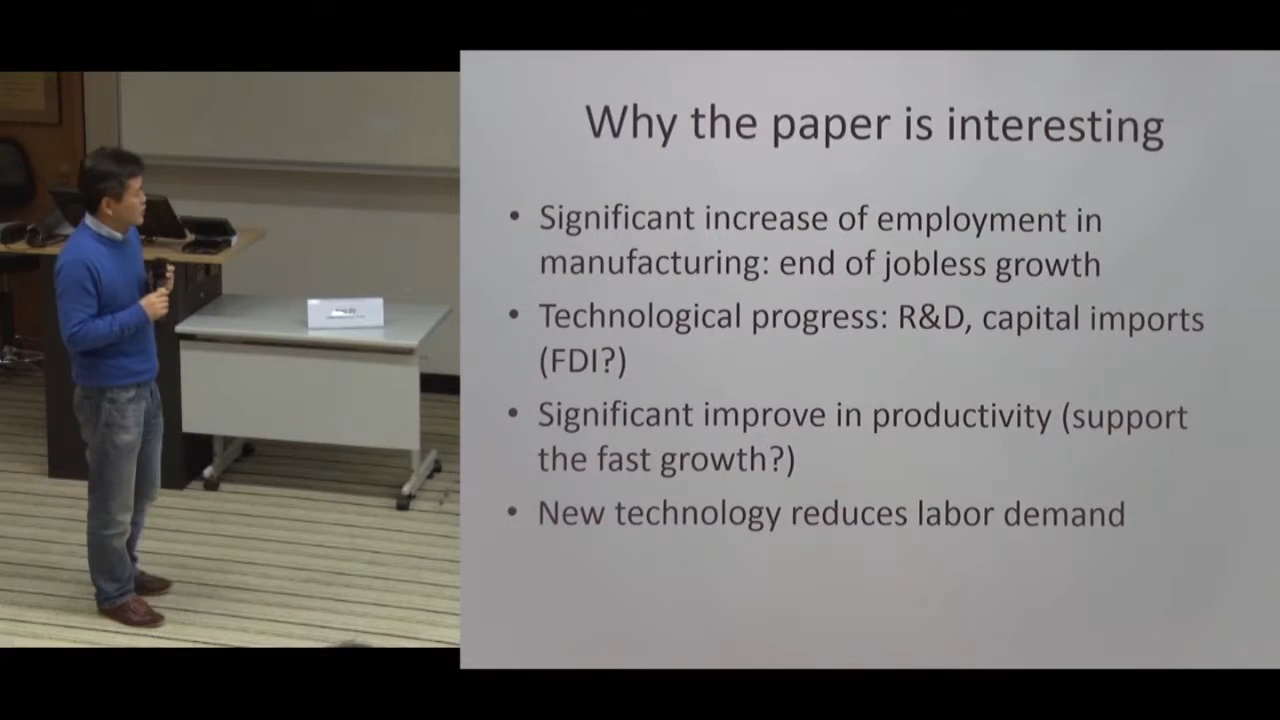 Why the paper is interesting
• Significant increase of employment in
manufacturing: end of jobless growth
• Technological progress: R&D, capital imports
(FDI?)
• Significant improve in productivity (support
the fast growth?)
• New technology reduces labor demand